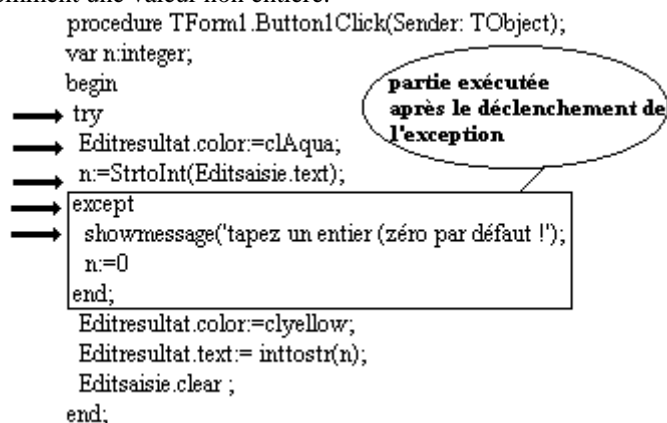 omment une valeur non entière.
procedure TForm1.Button1Click(Sender: TObject);
var n:integer;
begin
try
Editresultat.color:=clAqua;
n:=StrtoInt(Editsaisie.text);
except
showmessage('tapez un entier (zéro par défaut !');
n:=0
end;
Editresultat.color:=clyellow;
Editresultat.text:= inttostr(n);
Editsaisie.clear ;
end;
partie exécutée
après le déclenchement de
l'exception